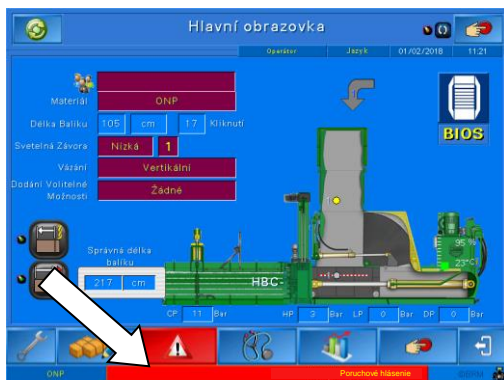 Hlavní obrazovka
Operátor Jazyk 01/02/2018 11:21
Materiál ONP
Délka Balíku 105 cm 17 Kliknutí
Svetelná Závora Nízká 1
Vázání Vertikální
Dodání Volitelné
Možnosti Žádné
BIOS
95 %
23°C
Správná délka
balíku
217 cm
HBC-
CP 11 Bar HP 3 Bar LP 0 Bar DP 0 Bar
ONP Poruchové hlásenie